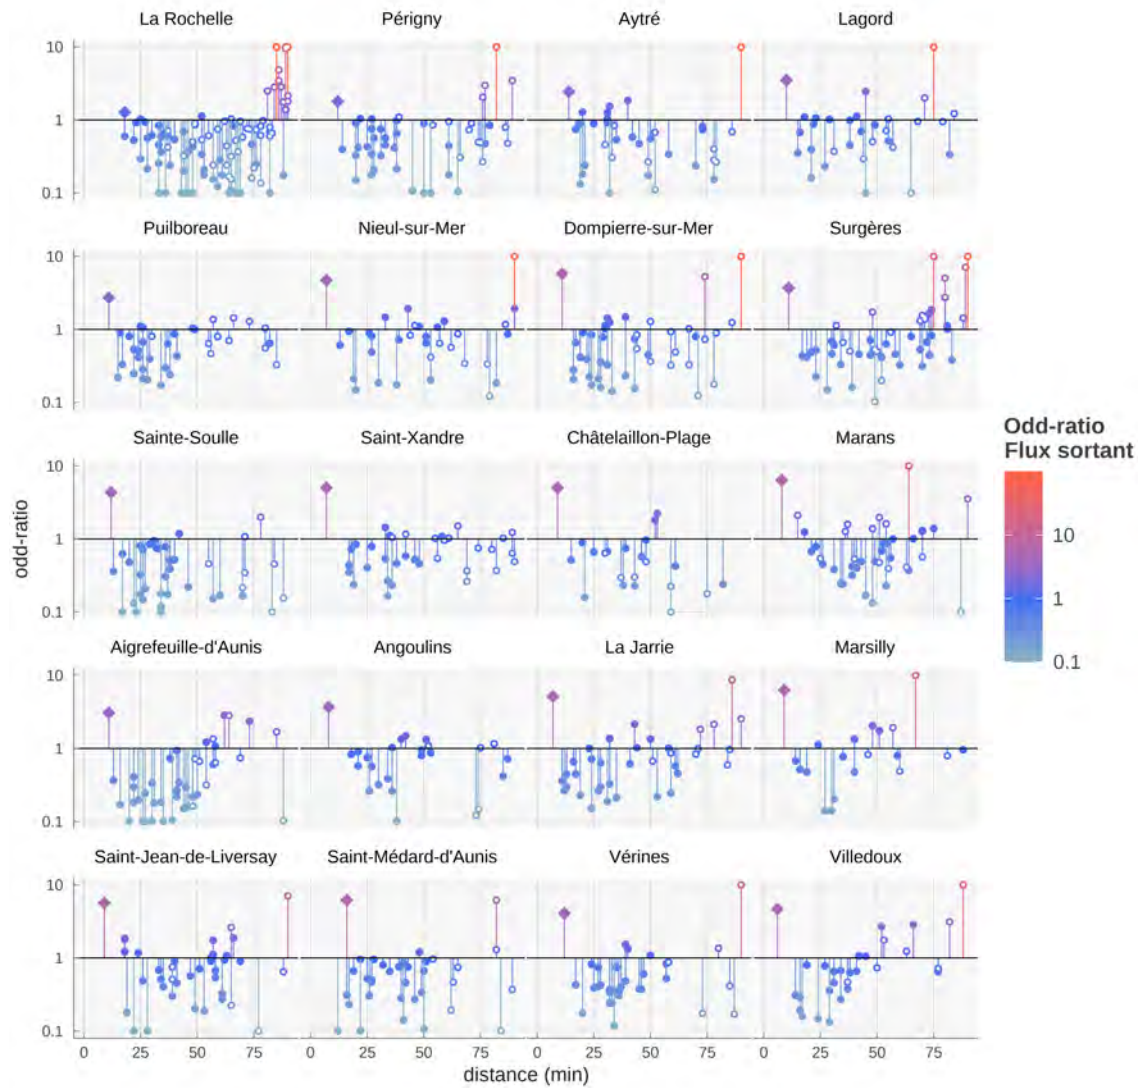 La Rochelle Périgny Aytré Lagord
10
1
0.1
Puilboreau Nieul-sur-Mer Dompierre-sur-Mer Surgères
10
1
0.1
Sainte-Soulle Saint-Xandre Châtelaillon-Plage Marans
10
1
0.1
Aigrefeuille-d'Aunis Angoulins La Jarrie Marsilly
10
1
0.1
Saint-Jean-de-Liversay Saint-Médard-d'Aunis Vérines Villedoux
10
1
0.1
0 25 50 75 0 25 50 75 0 25 50 75 0 25 50 75
distance (min)
odd-ratio
Odd-ratio
Flux sortant
10
1
0.1